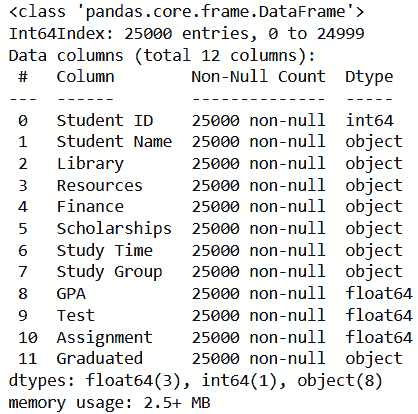 <class 'pandas.core.frame.DataFrame'>
Int64Index: 25000 entries, 0 to 24999
Data columns (total 12 columns):
 #   Column        Non-Null Count  Dtype
---  ------        --------------  -----
 0   Student ID    25000 non-null  int64
 1   Student Name  25000 non-null  object
 2   Library       25000 non-null  object
 3   Resources     25000 non-null  object
 4   Finance       25000 non-null  object
 5   Scholarships  25000 non-null  object
 6   Study Time    25000 non-null  object
 7   Study Group   25000 non-null  object
 8   GPA           25000 non-null  float64
 9   Test          25000 non-null  float64
 10  Assignment    25000 non-null  float64
 11  Graduated     25000 non-null  object
dtypes: float64(3), int64(1), object(8)
memory usage: 2.5+ MB